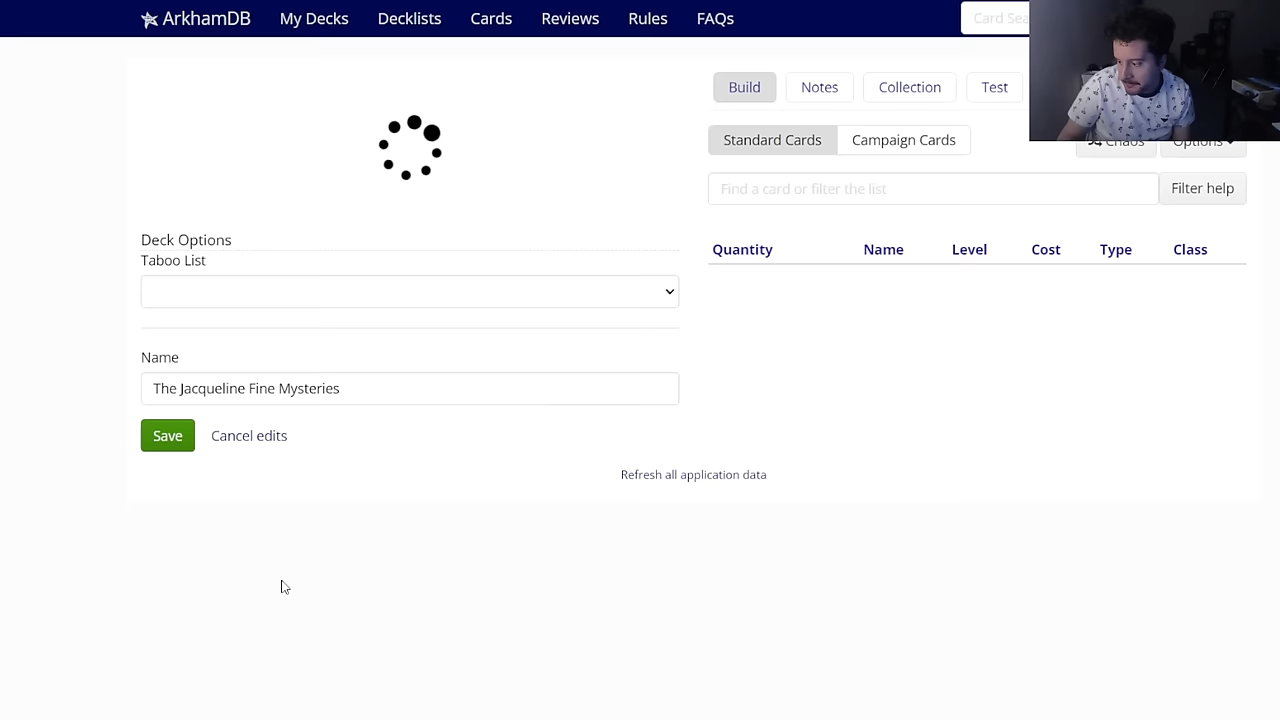 ArkhamDB My Decks Decklists Cards Reviews Rules FAQs Card Sea
Build Notes Collection Test
Standard Cards Campaign Cards Chaos Options
Find a card or filter the list Filter help
Deck Options
Taboo List
Quantity Name Level Cost Type Class
Name
The Jacqueline Fine Mysteries
Save Cancel edits
Refresh all application data